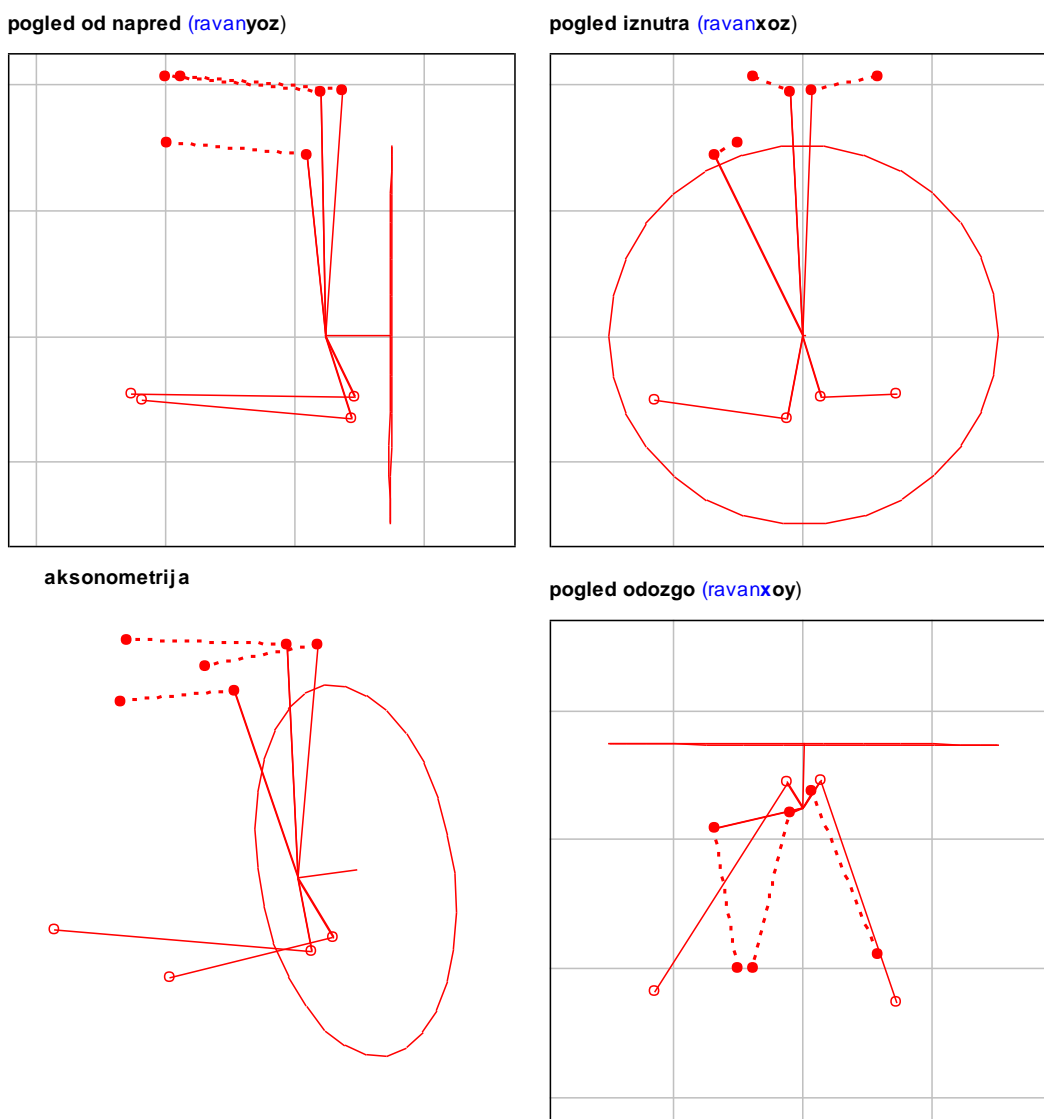 pogled od napred (ravanyoz)
pogled iznutra (ravanxoz)
aksonometrija
pogled odozgo (ravanxoy)